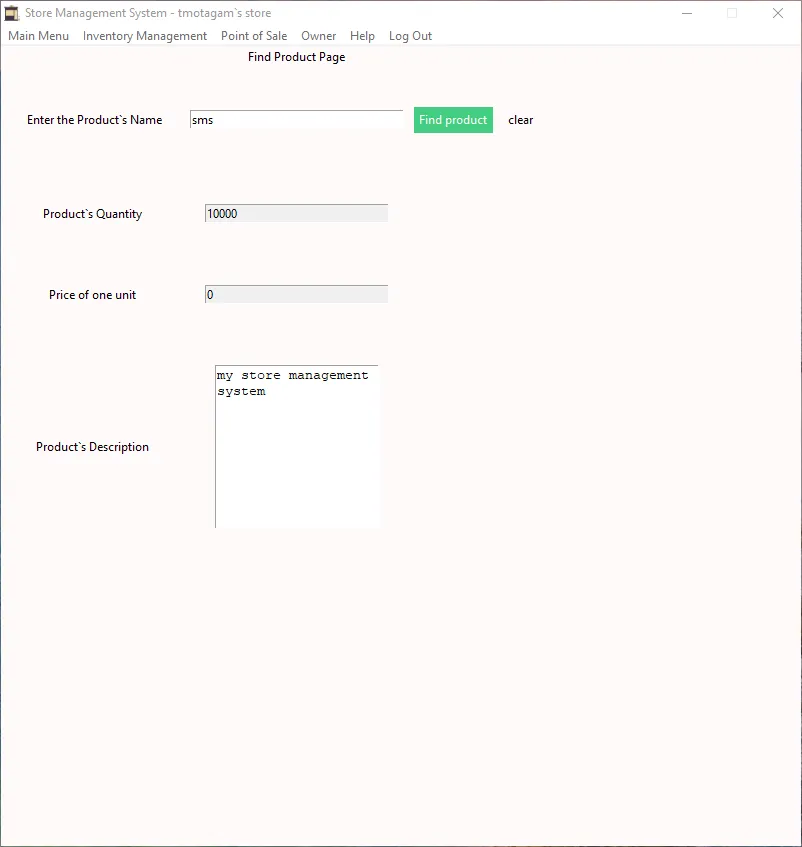 Store Management System - tmotagam`s store
Main Menu Inventory Management Point of Sale Owner Help Log Out
Find Product Page
Enter the Product`s Name sms Find product clear
Product`s Quantity 10000
Price of one unit 0
my store management
system
Product`s Description